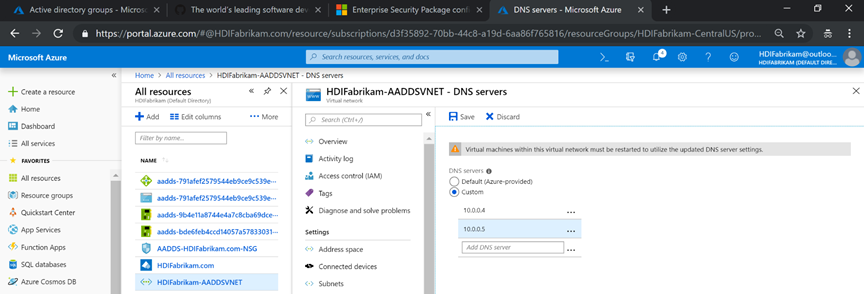 Active directory groups - Microsof
The world's leading software dev
Enterprise Security Package conf
DNS servers - Microsoft Azure
https://portal.azure.com/#@HDIFabrikam.com/resource/subscriptions/d3f35892-70bb-44c8-a19d-6aa86f765816/resourceGroups/HDIFabrikam-CentralUS/pro...
Microsoft Azure
Search resources, services, and docs
1
HDIFabrikam@outloo...
HDIFABRIKAM (DEFAULT DIRE...
Create a resource
Home
Dashboard
All services
FAVORITES
All resources
Resource groups
Quickstart Center
App Services
Function Apps
SQL databases
Azure Cosmos DB
Home > All resources > HDIFabrikam-AADDSVNET - DNS servers
All resources
HDIFabrikam (Default Directory)
Add
Edit columns
More
Filter by name...
NAME
aadds-791afef2579544eb9ce9c539e...
aadds-791afef2579544eb9ce9c539e...
aadds-9b4e11a8744e4a7c8cba69dce...
aadds-bde6feb4ccd14057a57833031...
AADDS-HDIFabrikam.com-NSG
HDIFabrikam.com
HDIFabrikam-AADDSVNET
HDIFabrikam-AADDSVNET - DNS servers
Virtual network
Search (Ctrl+/)
Overview
Activity log
Access control (IAM)
Tags
Diagnose and solve problems
Settings
Address space
Connected devices
Subnets
Save
Discard
Virtual machines within this virtual network must be restarted to utilize the updated DNS server settings.
DNS servers
Default (Azure-provided)
Custom
10.0.0.4
10.0.0.5
Add DNS server